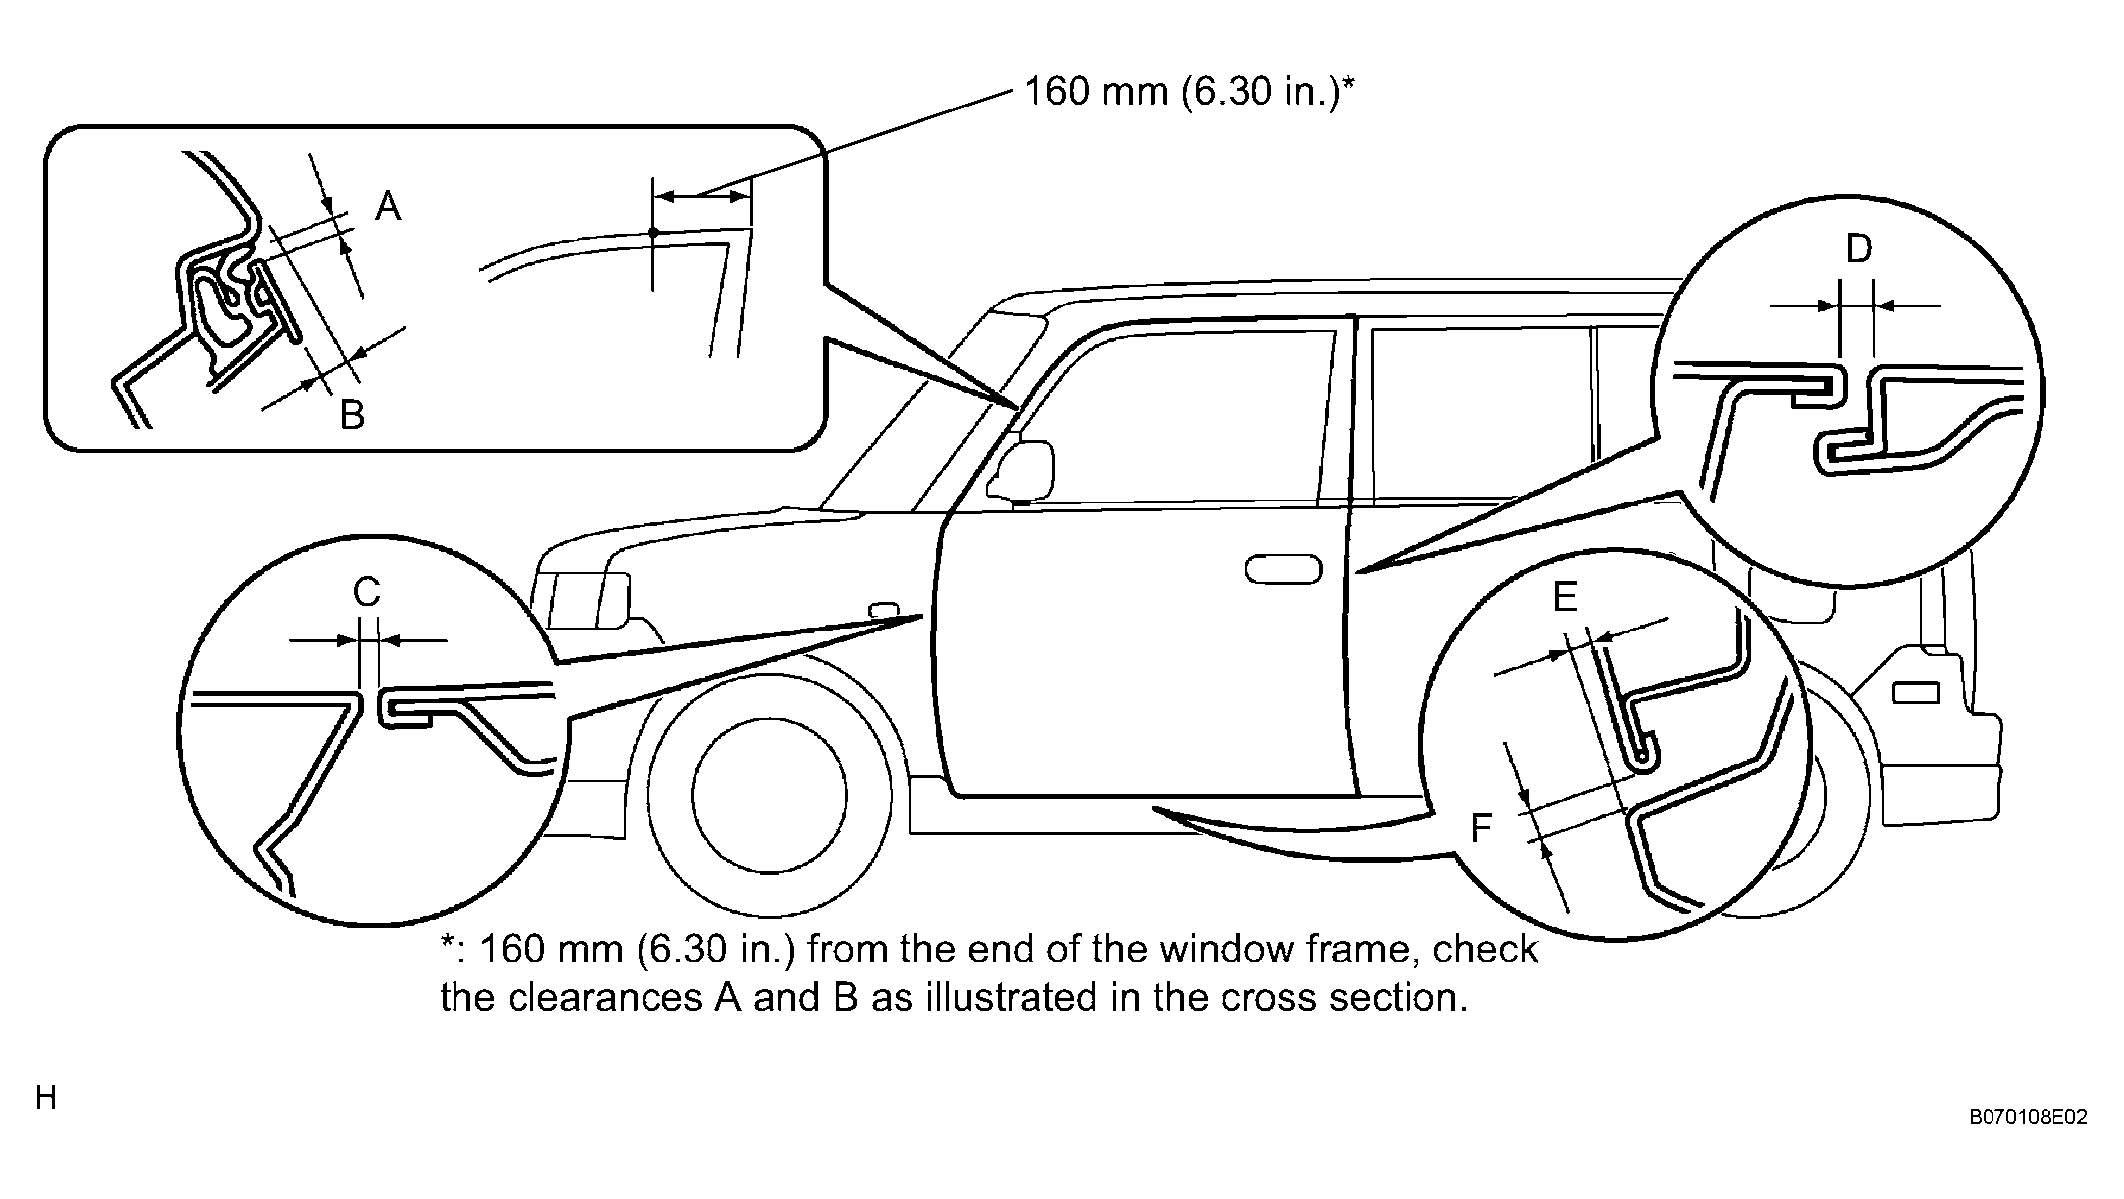 160 mm (6.30 in.)*
A
B
D
C
E
F
*: 160 mm (6.30 in.) from the end of the window frame, check
the clearances A and B as illustrated in the cross section.
H
B070108E02